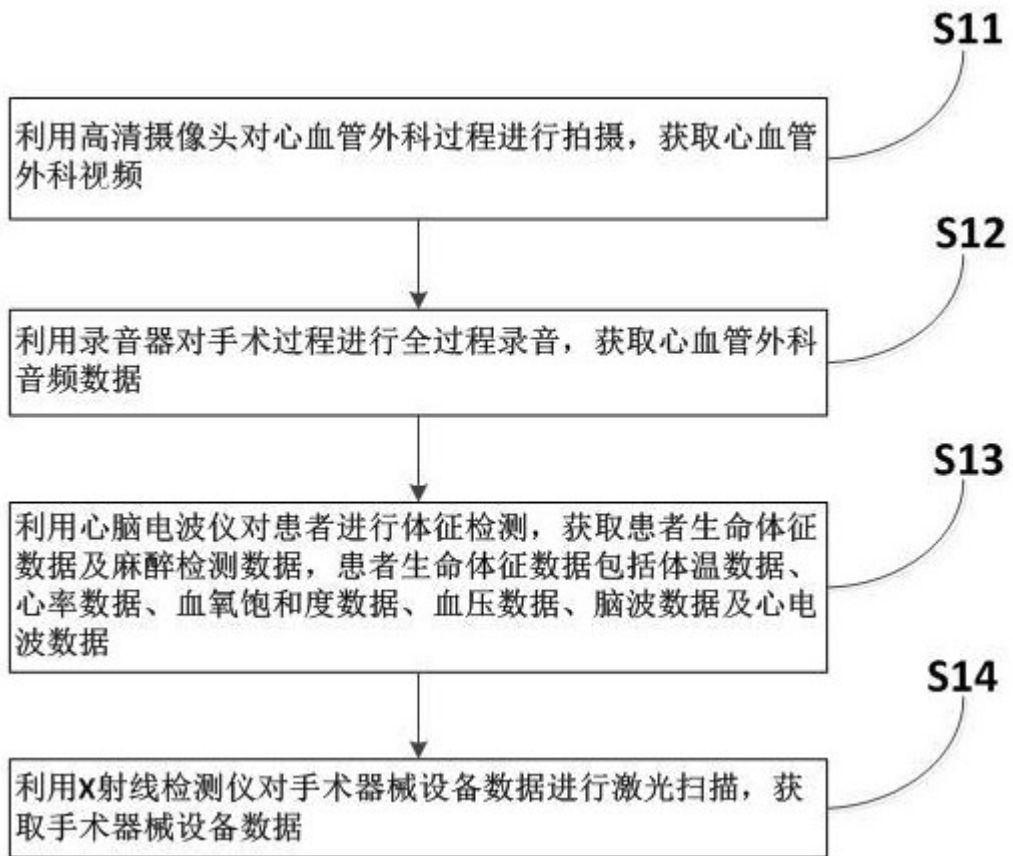 S11
利用高清摄像头对心血管外科过程进行拍摄，获取心血管
外科视频
S12
利用录音器对手术过程进行全过程录音，获取心血管外科
音频数据
S13
利用心脑电波仪对患者进行体征检测，获取患者生命体征
数据及麻醉检测数据，患者生命体征数据包括体温数据、
心率数据、血氧饱和度数据、血压数据、脑波数据及心电
波数据
S14
利用X射线检测仪对手术器械设备数据进行激光扫描，获
取手术器械设备数据